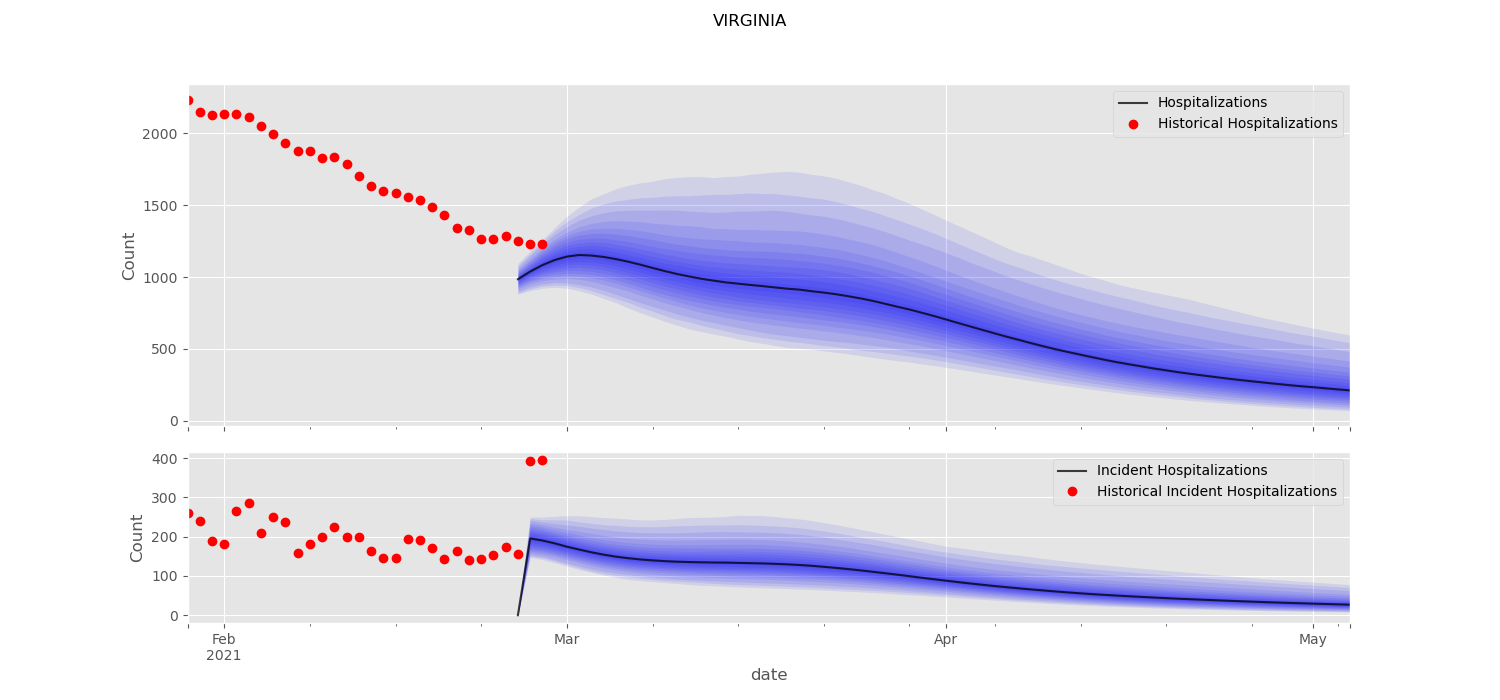 VIRGINIA
Hospitalizations
Historical Hospitalizations
Count
2000
1500
1000
500
0
Incident Hospitalizations
Historical Incident Hospitalizations
Count
400
300
200
100
0
Feb Mar Apr May
2021
date